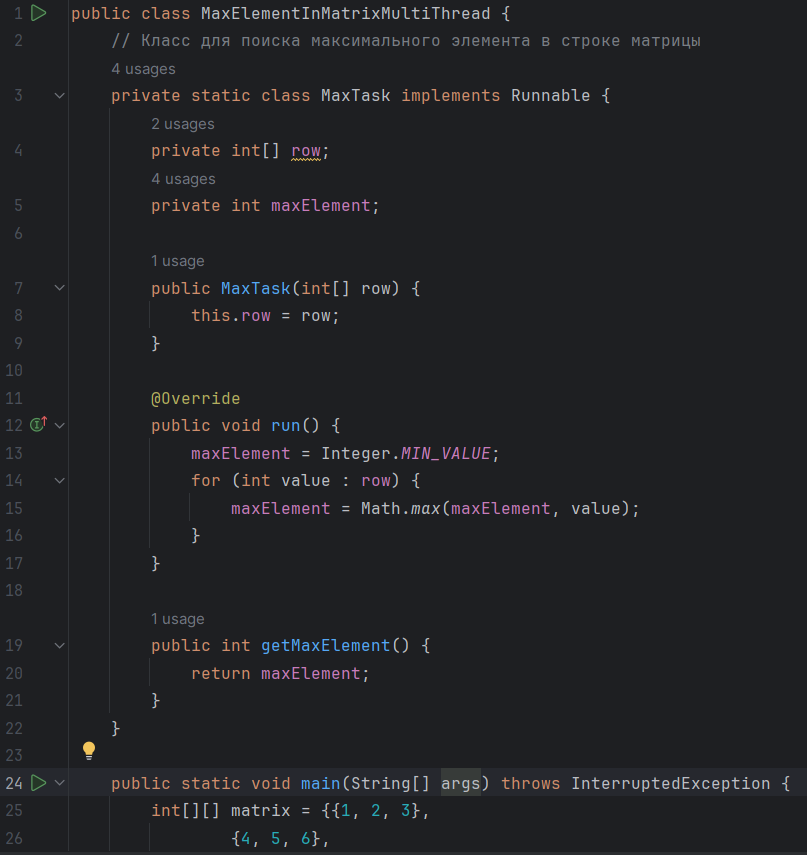 1 public class MaxElementInMatrixMultiThread {
2 // Класс для поиска максимального элемента в строке матрицы
4 usages
3 private static class MaxTask implements Runnable {
2 usages
4 private int[] row;
4 usages
5 private int maxElement;
6
1 usage
7 public MaxTask(int[] row) {
8 this.row = row;
9 }
10
11 @Override
12 public void run() {
13 maxElement = Integer.MIN_VALUE;
14 for (int value : row) {
15 maxElement = Math.max(maxElement, value);
16 }
17 }
18
1 usage
19 public int getMaxElement() {
20 return maxElement;
21 }
22 }
23
24 public static void main(String[] args) throws InterruptedException {
25 int[][] matrix = {{1, 2, 3},
26 {4, 5, 6},